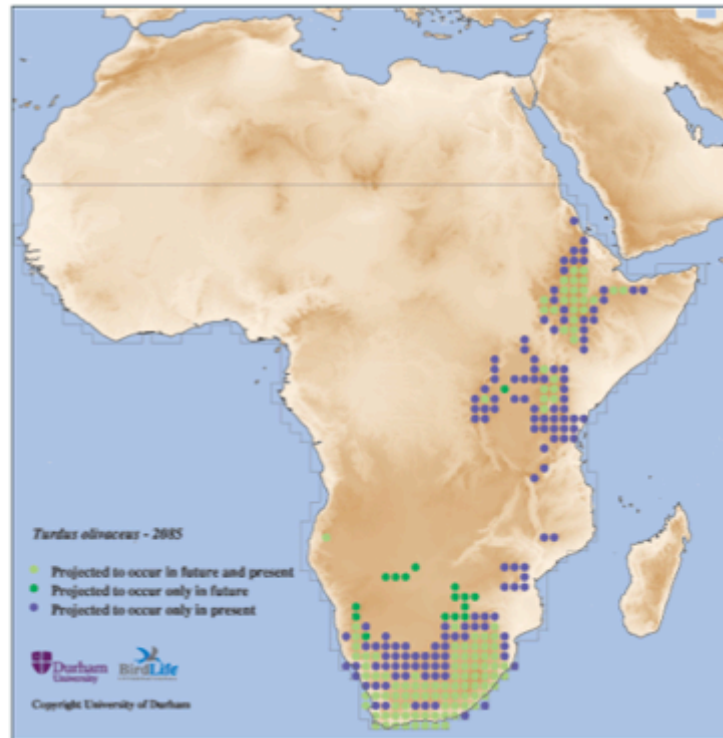 Turdus olivaceus - 2085
Projected to occur in future and present
Projected to occur only in future
Projected to occur only in present
Durham
University
BirdLife
Copyright University of Durham